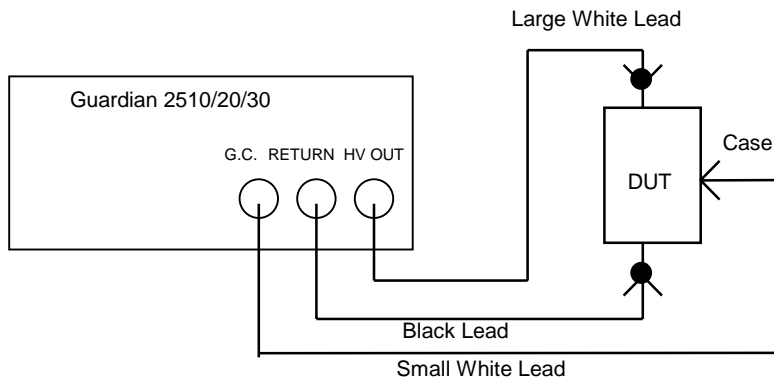 Large White Lead
Guardian 2510/20/30
G.C. RETURN HV OUT
Case
DUT
Black Lead
Small White Lead